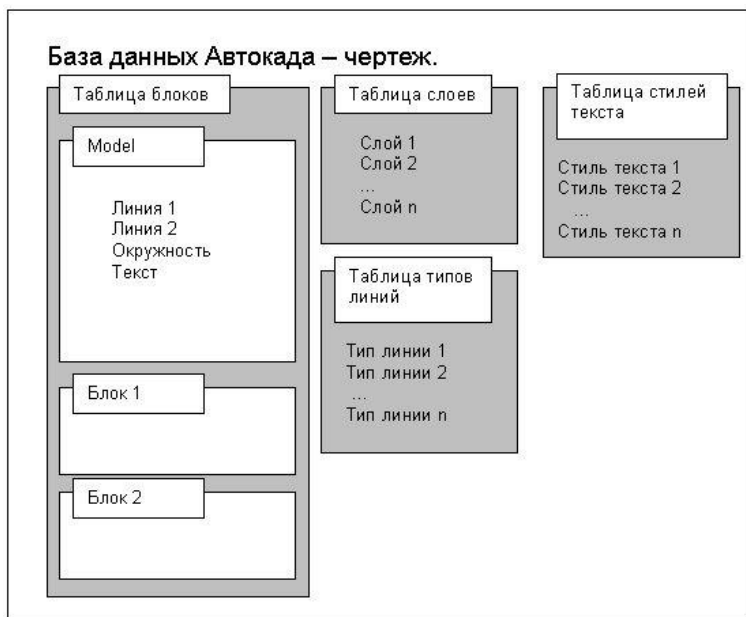 База данных Автокада – чертеж.
Таблица блоков
Model
Линия 1
Линия 2
Окружность
Текст
Блок 1
Блок 2
Таблица слоев
Слой 1
Слой 2
...
Слой n
Таблица типов
линий
Тип линии 1
Тип линии 2
...
Тип линии n
Таблица стилей
текста
Стиль текста 1
Стиль текста 2
...
Стиль текста n